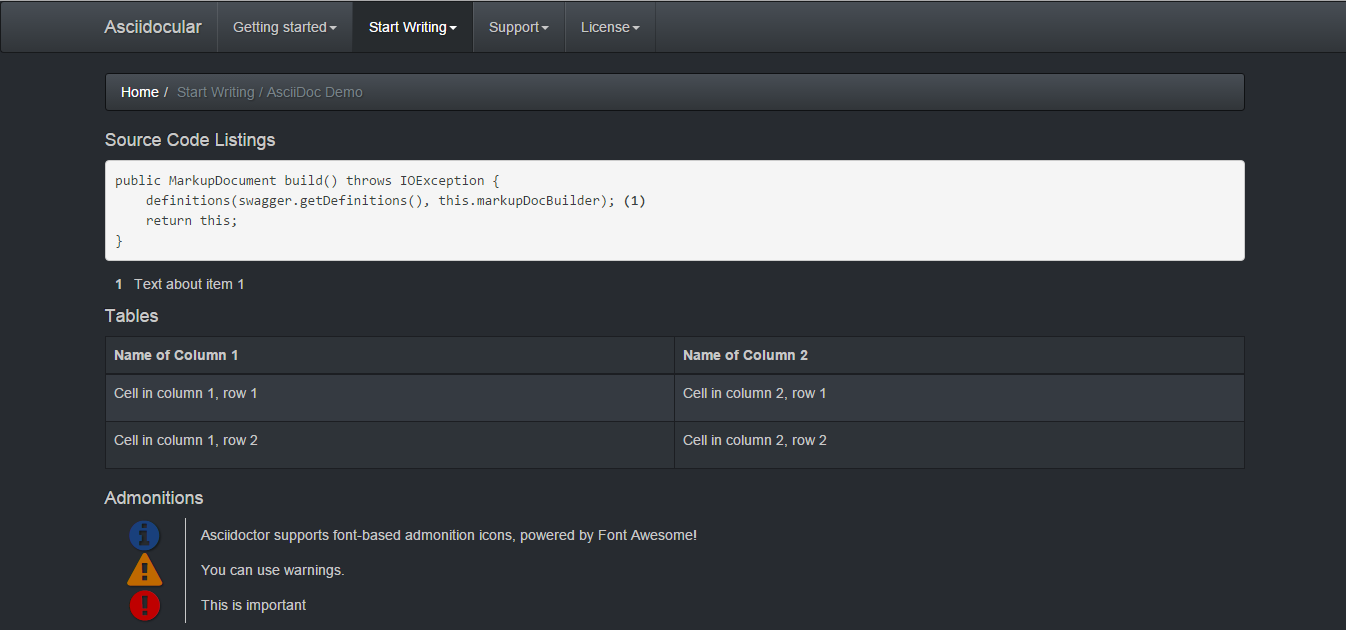 Asciidocular Getting started Start Writing Support License
Home / Start Writing / AsciiDoc Demo
Source Code Listings
public MarkupDocument build() throws IOException {
    definitions(swagger.getDefinitions(), this.markupDocBuilder); (1)
    return this;
}
1 Text about item 1
Tables
Name of Column 1 Name of Column 2
Cell in column 1, row 1 Cell in column 2, row 1
Cell in column 1, row 2 Cell in column 2, row 2
Admonitions
Asciidoctor supports font-based admonition icons, powered by Font Awesome!
You can use warnings.
This is important